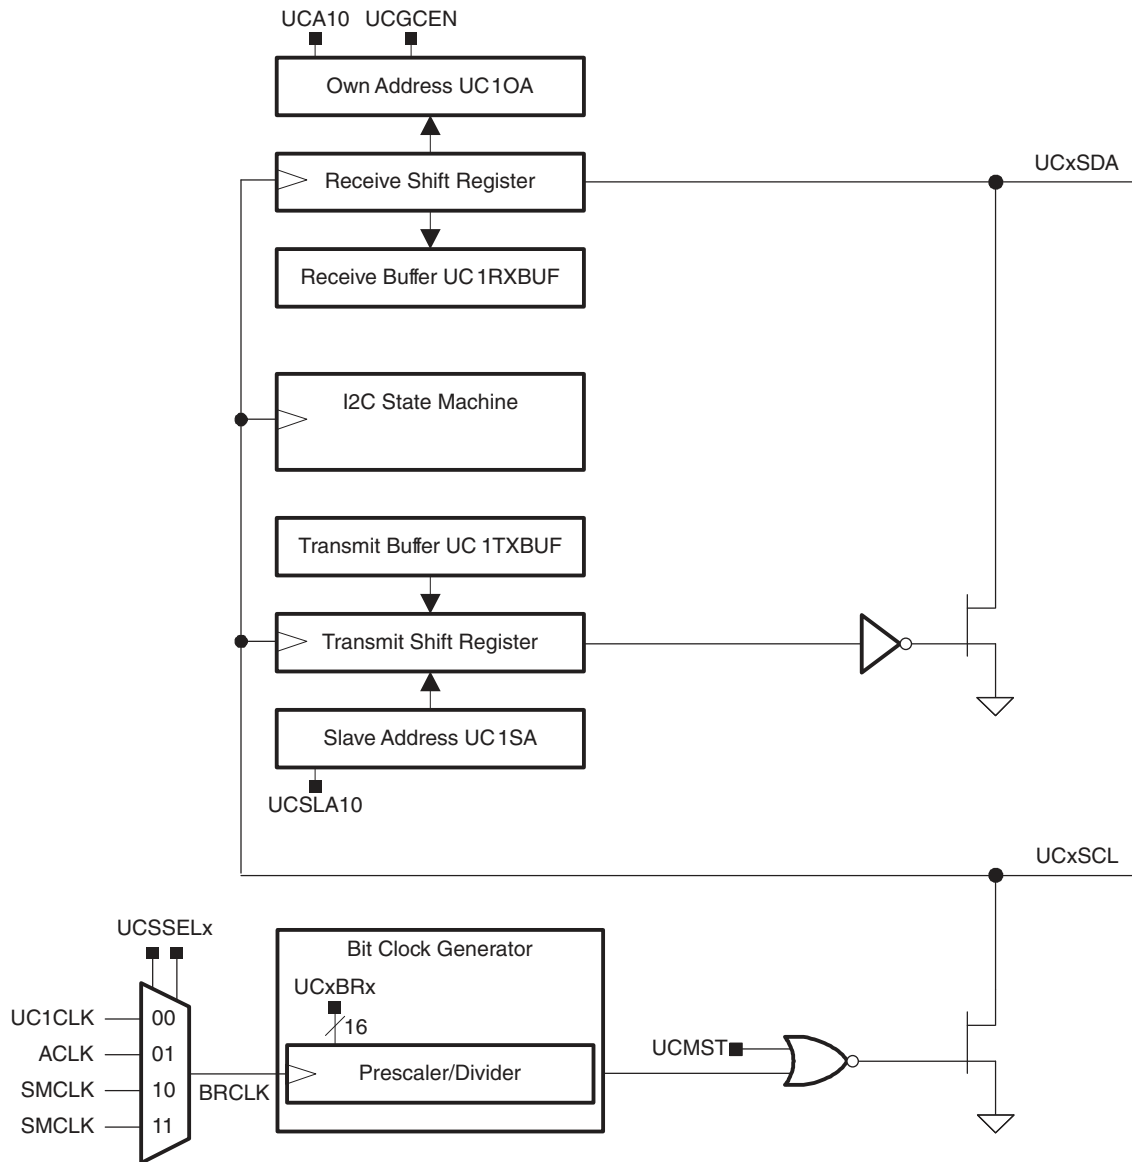 UCA10 UCGCEN
Own Address UC1OA
Receive Shift Register
UCxSDA
Receive Buffer UC1RXBUF
I2C State Machine
Transmit Buffer UC 1TXBUF
Transmit Shift Register
Slave Address UC1SA
UCSLA10
UCxSCL
UCSSELx
Bit Clock Generator
UCxBRx
16
UC1CLK 00
ACLK 01
SMCLK 10
SMCLK 11
BRCLK
Prescaler/Divider
UCMST